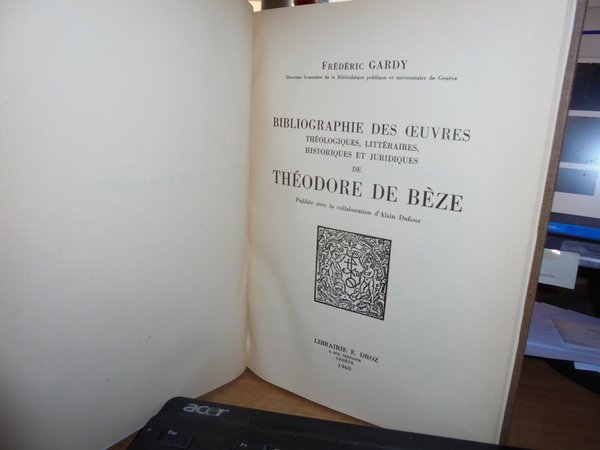 FRÉDÉRIC GARDY
Directeur honoraire de la Bibliothèque publique et universitaire de Genève
BIBLIOGRAPHIE DES ŒUVRES
THÉOLOGIQUES, LITTÉRAIRES,
HISTORIQUES ET JURIDIQUES
DE
THÉODORE DE BÈZE
Publiée avec la collaboration d'Alain Dufour
LIBRAIRIE E. DROZ
GENÈVE
1960
acer
Esc